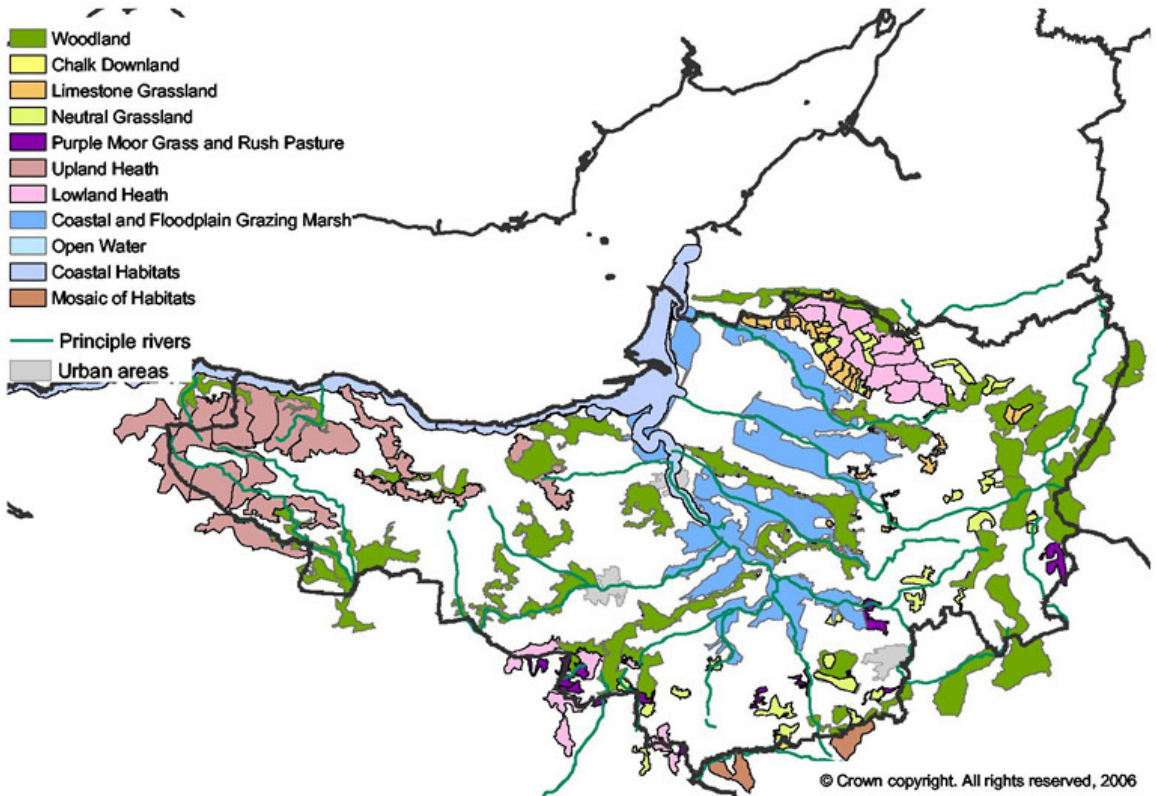 Woodland
Chalk Downland
Limestone Grassland
Neutral Grassland
Purple Moor Grass and Rush Pasture
Upland Heath
Lowland Heath
Coastal and Floodplain Grazing Marsh
Open Water
Coastal Habitats
Mosaic of Habitats
Principle rivers
Urban areas
© Crown copyright. All rights reserved, 2006